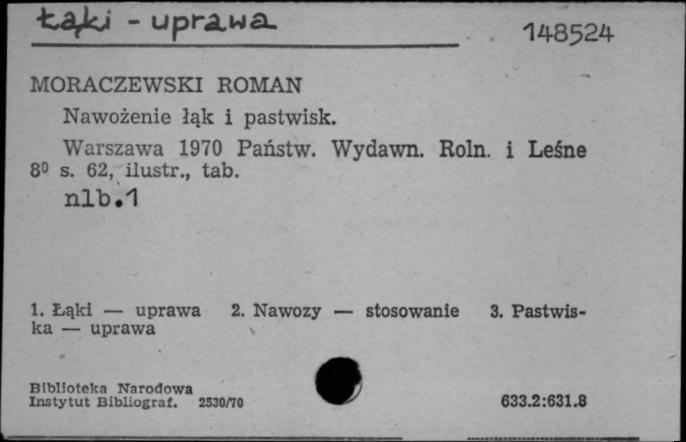 Łąki - uprawa
148524
MORACZEWSKI ROMAN
Nawożenie łąk i pastwisk.
Warszawa 1970 Państw. Wydawn. Roln. i Leśne
8⁰ s. 62, ilustr., tab.
nlb.1
1. Łąki — uprawa 2. Nawozy — stosowanie 3. Pastwis-
ka — uprawa
Biblioteka Narodowa
Instytut Bibliograf. 2530/70
633.2:631.8